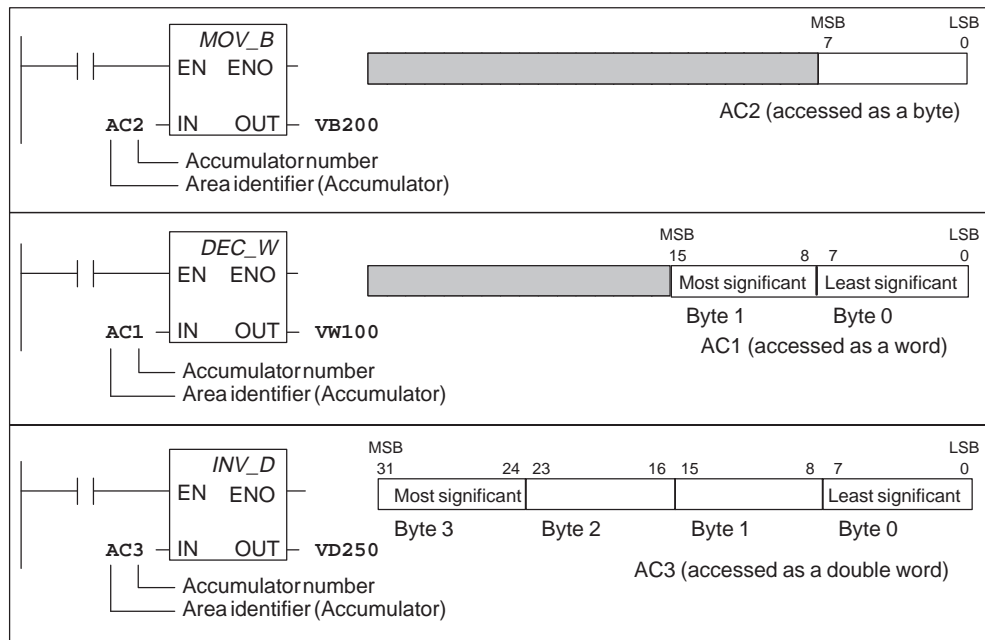 MOV_B
EN ENO
AC2 IN OUT VB200
Accumulator number
Area identifier (Accumulator)
MSB LSB
7 0
AC2 (accessed as a byte)
DEC_W
EN ENO
AC1 IN OUT VW100
Accumulator number
Area identifier (Accumulator)
MSB LSB
15 8 7 0
Most significant Least significant
Byte 1 Byte 0
AC1 (accessed as a word)
INV_D
EN ENO
AC3 IN OUT VD250
Accumulator number
Area identifier (Accumulator)
MSB LSB
31 24 23 16 15 8 7 0
Most significant Least significant
Byte 3 Byte 2 Byte 1 Byte 0
AC3 (accessed as a double word)